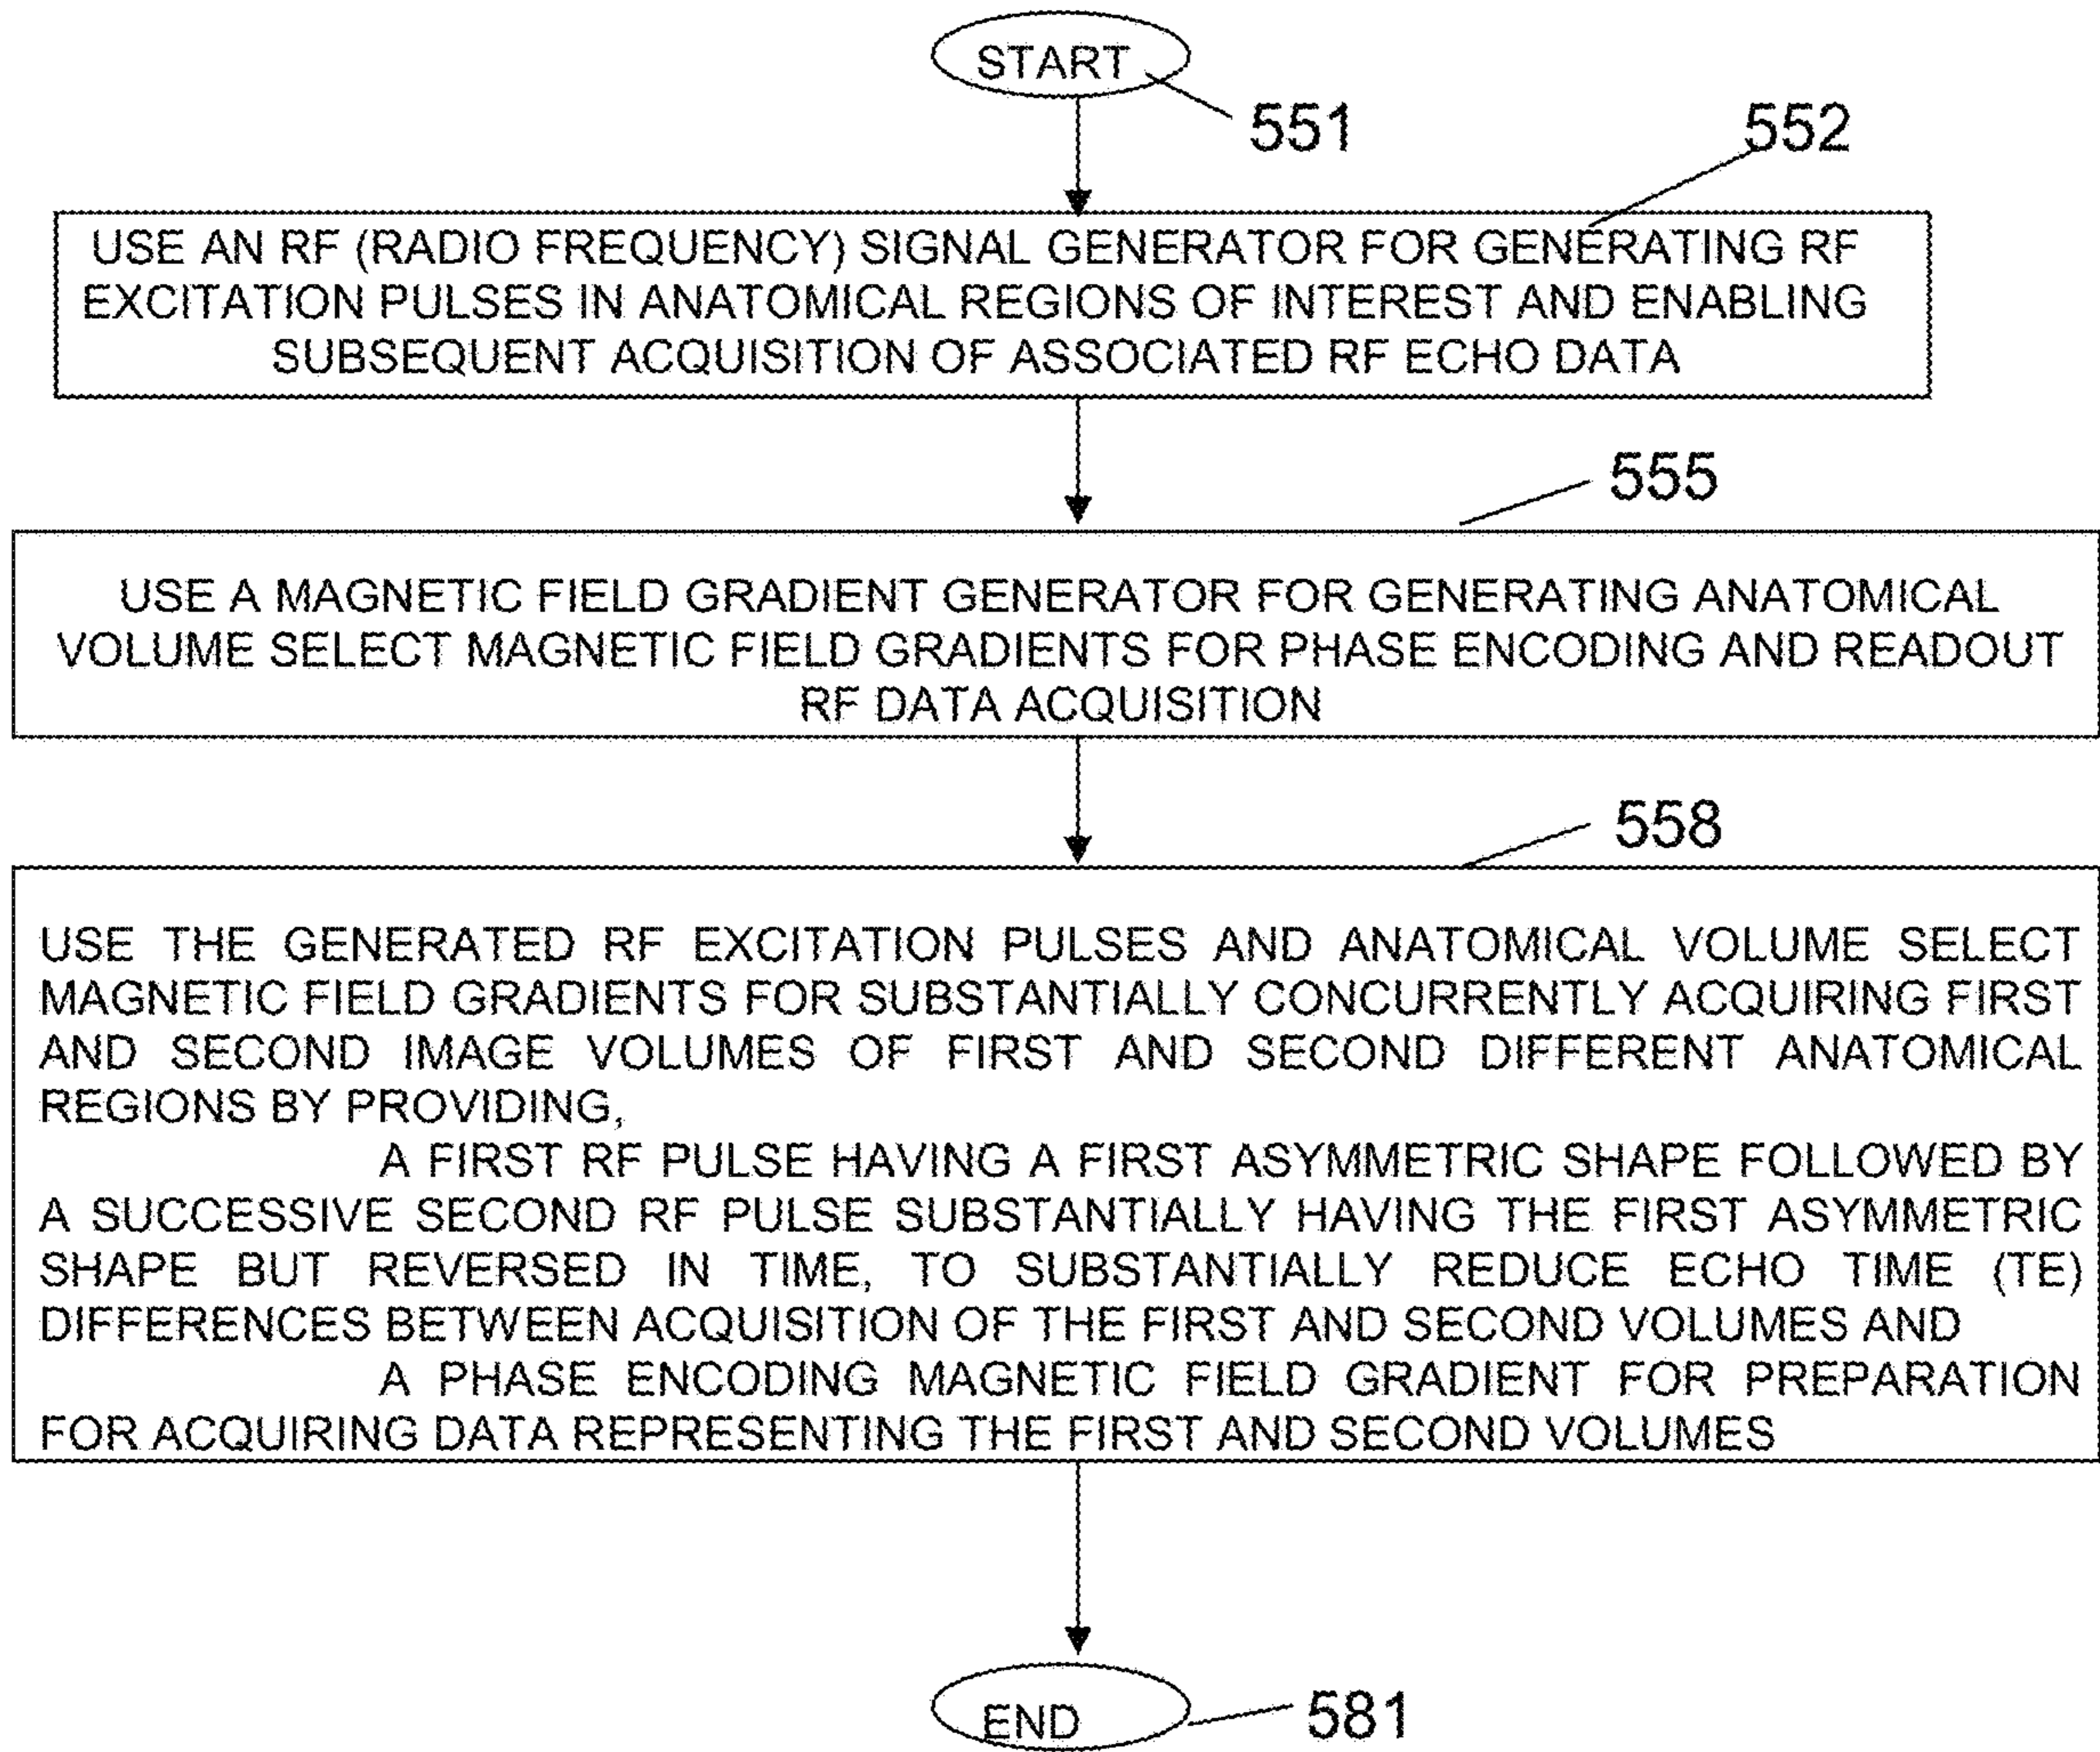 START
551
552
USE AN RF (RADIO FREQUENCY) SIGNAL GENERATOR FOR GENERATING RF
EXCITATION PULSES IN ANATOMICAL REGIONS OF INTEREST AND ENABLING
SUBSEQUENT ACQUISITION OF ASSOCIATED RF ECHO DATA
555
USE A MAGNETIC FIELD GRADIENT GENERATOR FOR GENERATING ANATOMICAL
VOLUME SELECT MAGNETIC FIELD GRADIENTS FOR PHASE ENCODING AND READOUT
RF DATA ACQUISITION
558
USE THE GENERATED RF EXCITATION PULSES AND ANATOMICAL VOLUME SELECT
MAGNETIC FIELD GRADIENTS FOR SUBSTANTIALLY CONCURRENTLY ACQUIRING FIRST
AND SECOND IMAGE VOLUMES OF FIRST AND SECOND DIFFERENT ANATOMICAL
REGIONS BY PROVIDING,
A FIRST RF PULSE HAVING A FIRST ASYMMETRIC SHAPE FOLLOWED BY
A SUCCESSIVE SECOND RF PULSE SUBSTANTIALLY HAVING THE FIRST ASYMMETRIC
SHAPE BUT REVERSED IN TIME, TO SUBSTANTIALLY REDUCE ECHO TIME (TE)
DIFFERENCES BETWEEN ACQUISITION OF THE FIRST AND SECOND VOLUMES AND
A PHASE ENCODING MAGNETIC FIELD GRADIENT FOR PREPARATION
FOR ACQUIRING DATA REPRESENTING THE FIRST AND SECOND VOLUMES
END
581